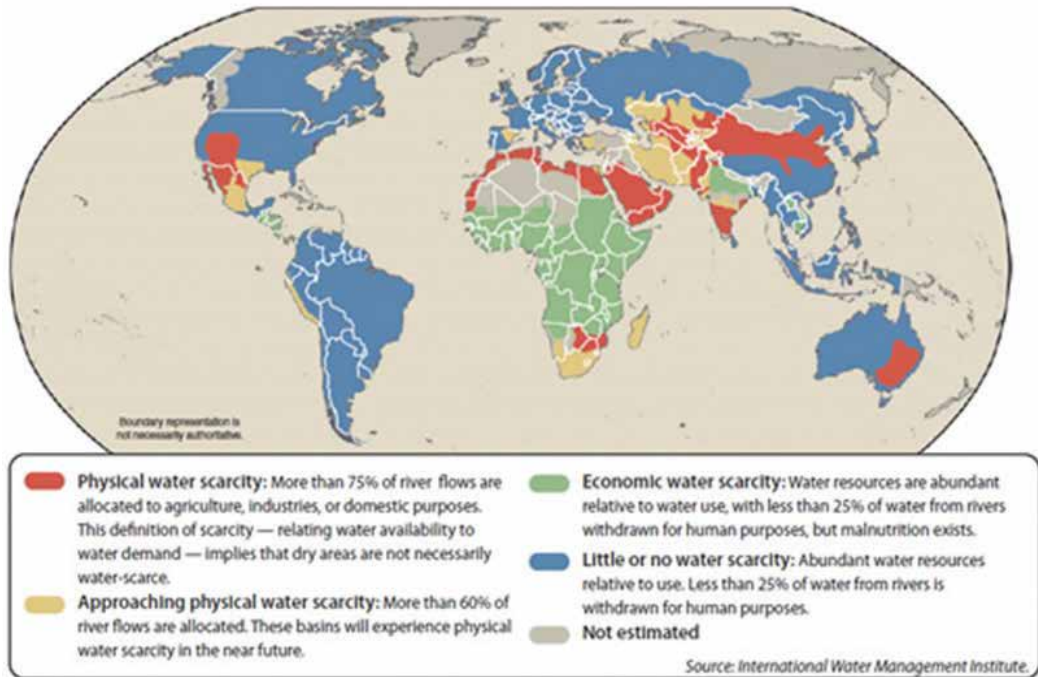 Boundary representation is
not necessarily authoritative.
Physical water scarcity: More than 75% of river flows are
allocated to agriculture, industries, or domestic purposes.
This definition of scarcity — relating water availability to
water demand — implies that dry areas are not necessarily
water-scarce.
Approaching physical water scarcity: More than 60% of
river flows are allocated. These basins will experience physical
water scarcity in the near future.
Economic water scarcity: Water resources are abundant
relative to water use, with less than 25% of water from rivers
withdrawn for human purposes, but malnutrition exists.
Little or no water scarcity: Abundant water resources
relative to use. Less than 25% of water from rivers is
withdrawn for human purposes.
Not estimated
Source: International Water Management Institute.